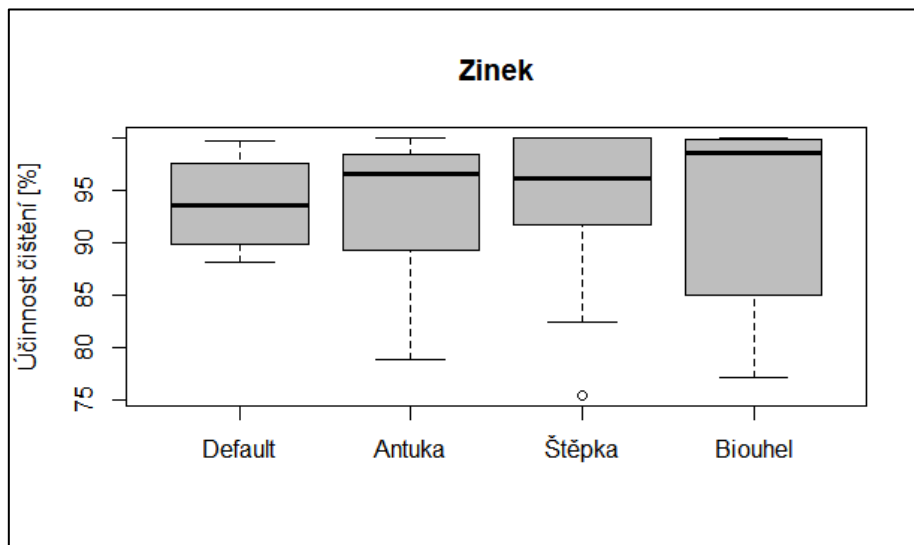 Zinek
Účinnost čištění [%]
95
90
85
80
75
Default Antuka Štěpka Biouhel